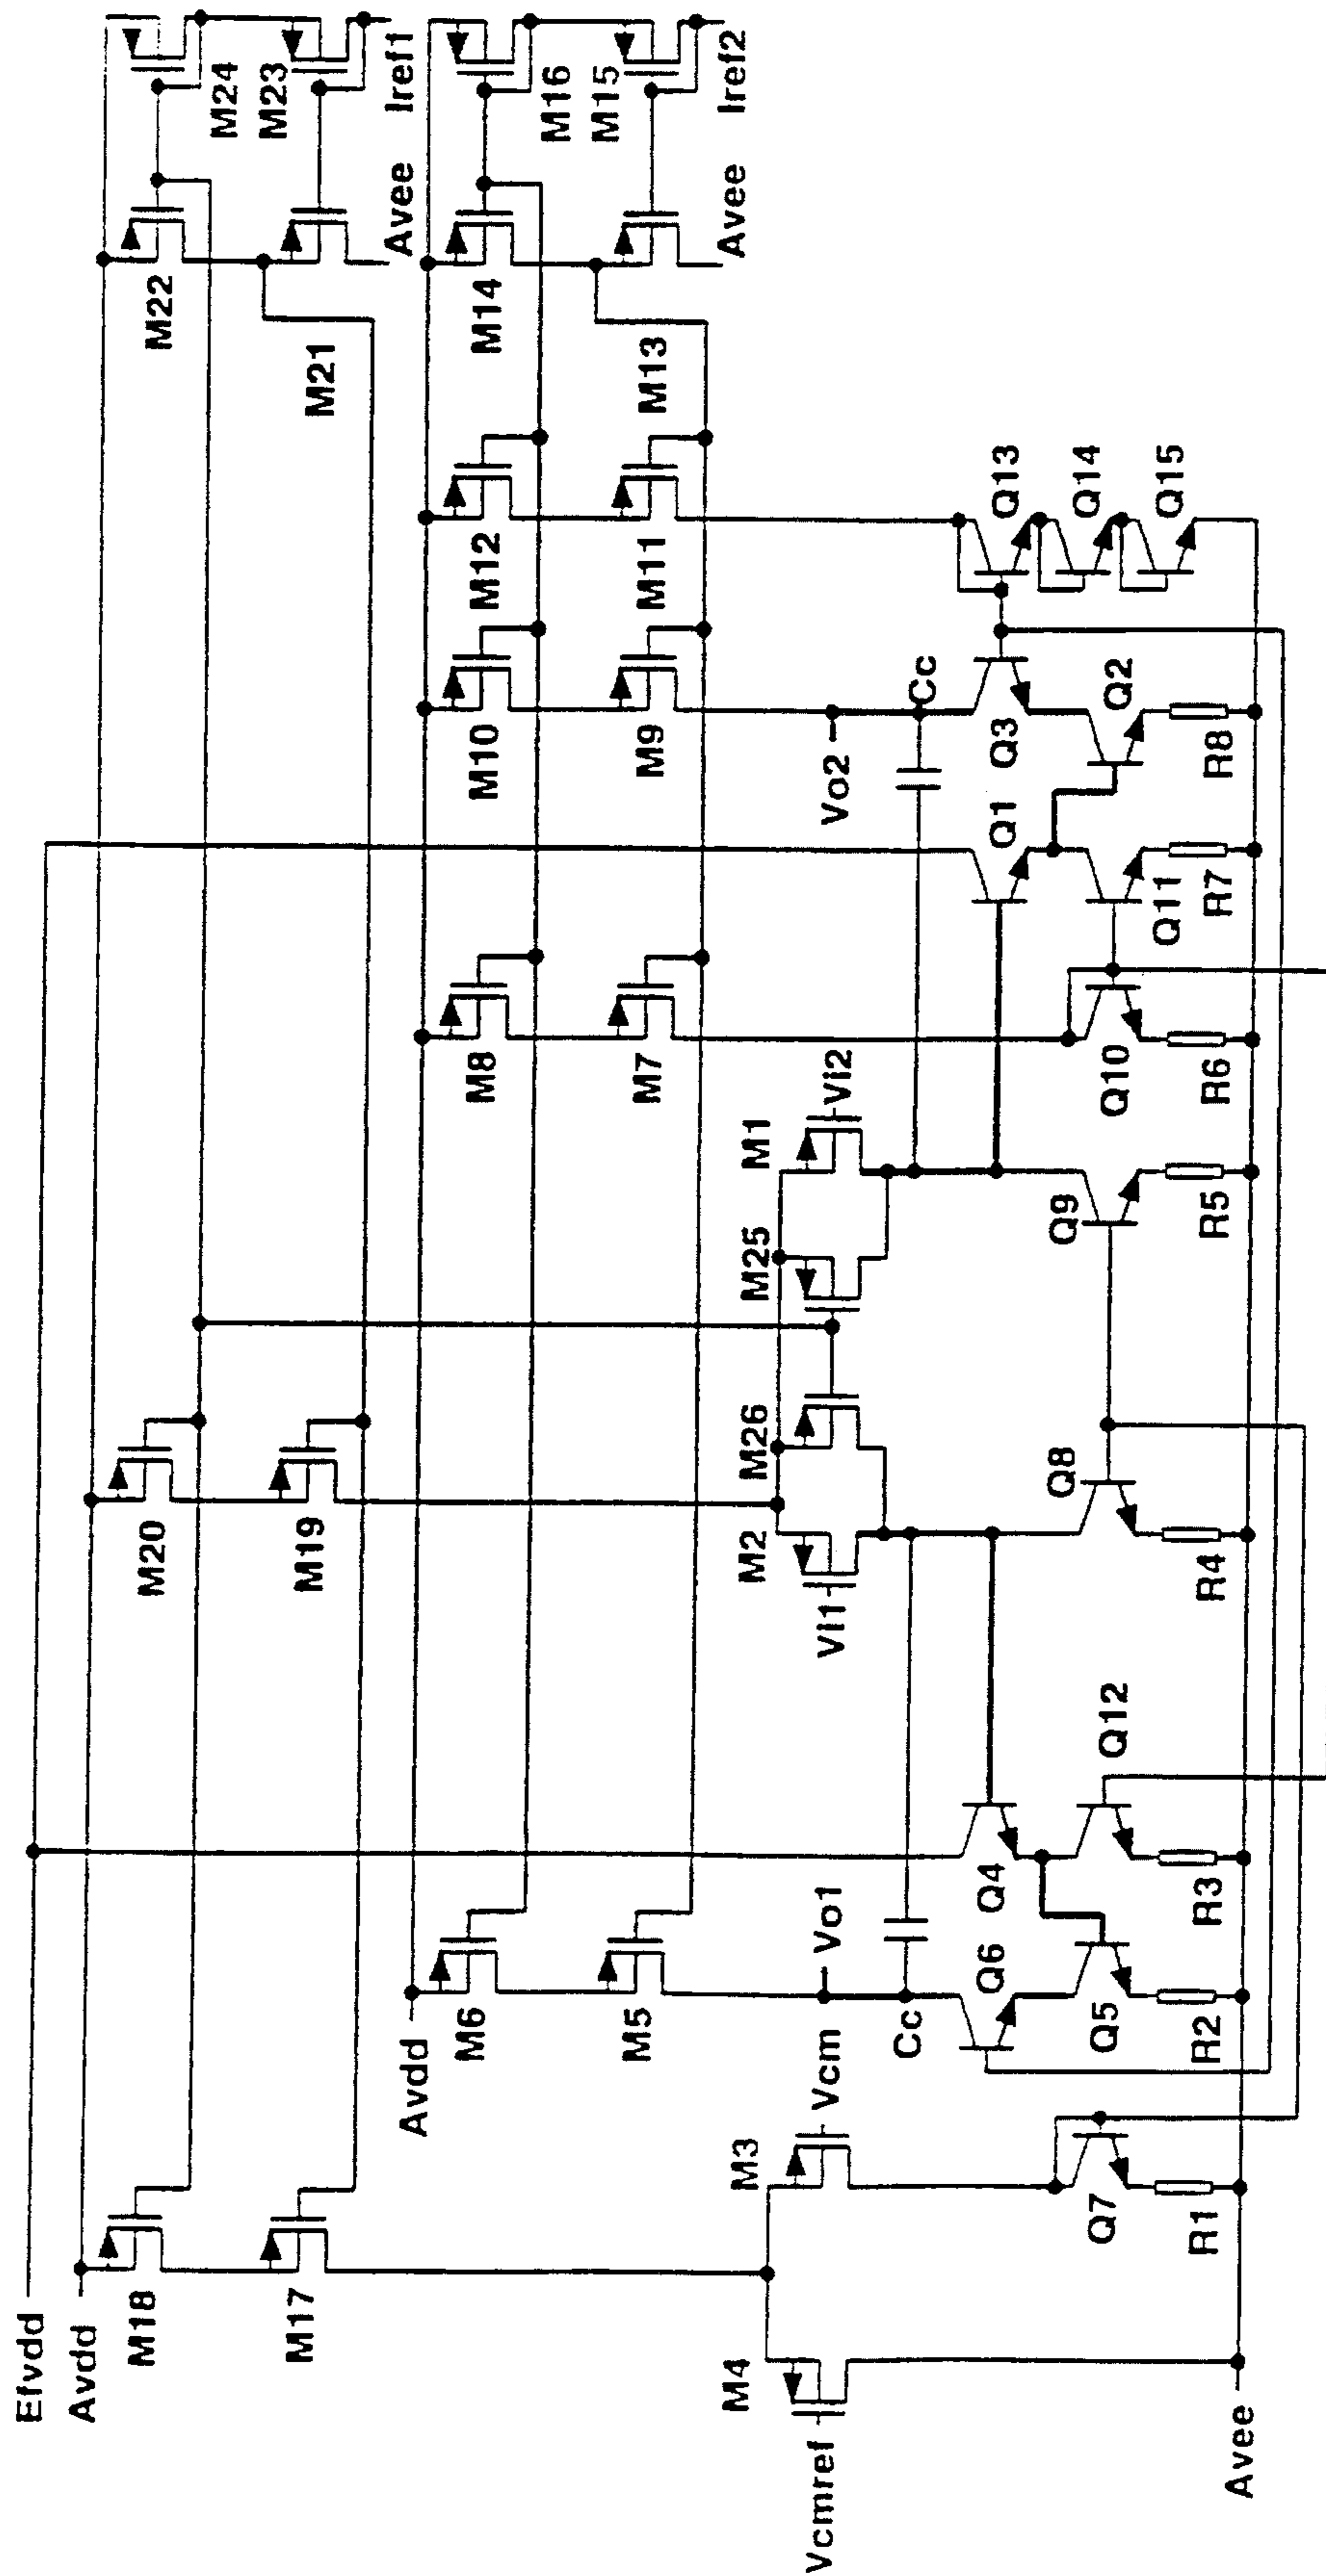 Efvdd
Avdd
M18
M17
M4
Vcmref
Avee
M3
Vcm
Q7
R1
Avdd
M6
M5
Vo1
Cc
Q6
Q5
R2
Q4
R3
Q12
M20
M19
M2
Vi1
M26
Q8
R4
M25
M1
Vi2
Q9
R5
M8
M7
Q10
R6
Q11
R7
Q1
M10
M9
Vo2
Cc
Q3
Q2
R8
M12
M11
Q13
Q14
Q15
M22
M21
M14
M13
M24
M23
Avee
Iref1
M16
M15
Avee
Iref2